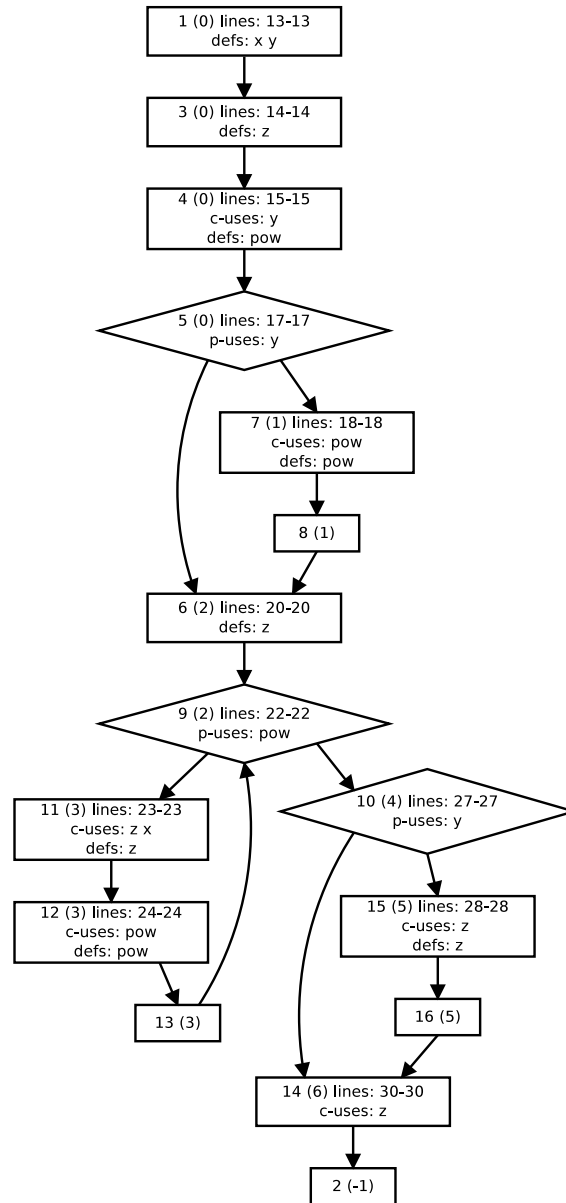 1 (0) lines: 13-13
defs: x y
3 (0) lines: 14-14
defs: z
4 (0) lines: 15-15
c-uses: y
defs: pow
5 (0) lines: 17-17
p-uses: y
7 (1) lines: 18-18
c-uses: pow
defs: pow
8 (1)
6 (2) lines: 20-20
defs: z
9 (2) lines: 22-22
p-uses: pow
11 (3) lines: 23-23
c-uses: z x
defs: z
10 (4) lines: 27-27
p-uses: y
12 (3) lines: 24-24
c-uses: pow
defs: pow
15 (5) lines: 28-28
c-uses: z
defs: z
13 (3)
16 (5)
14 (6) lines: 30-30
c-uses: z
2 (-1)